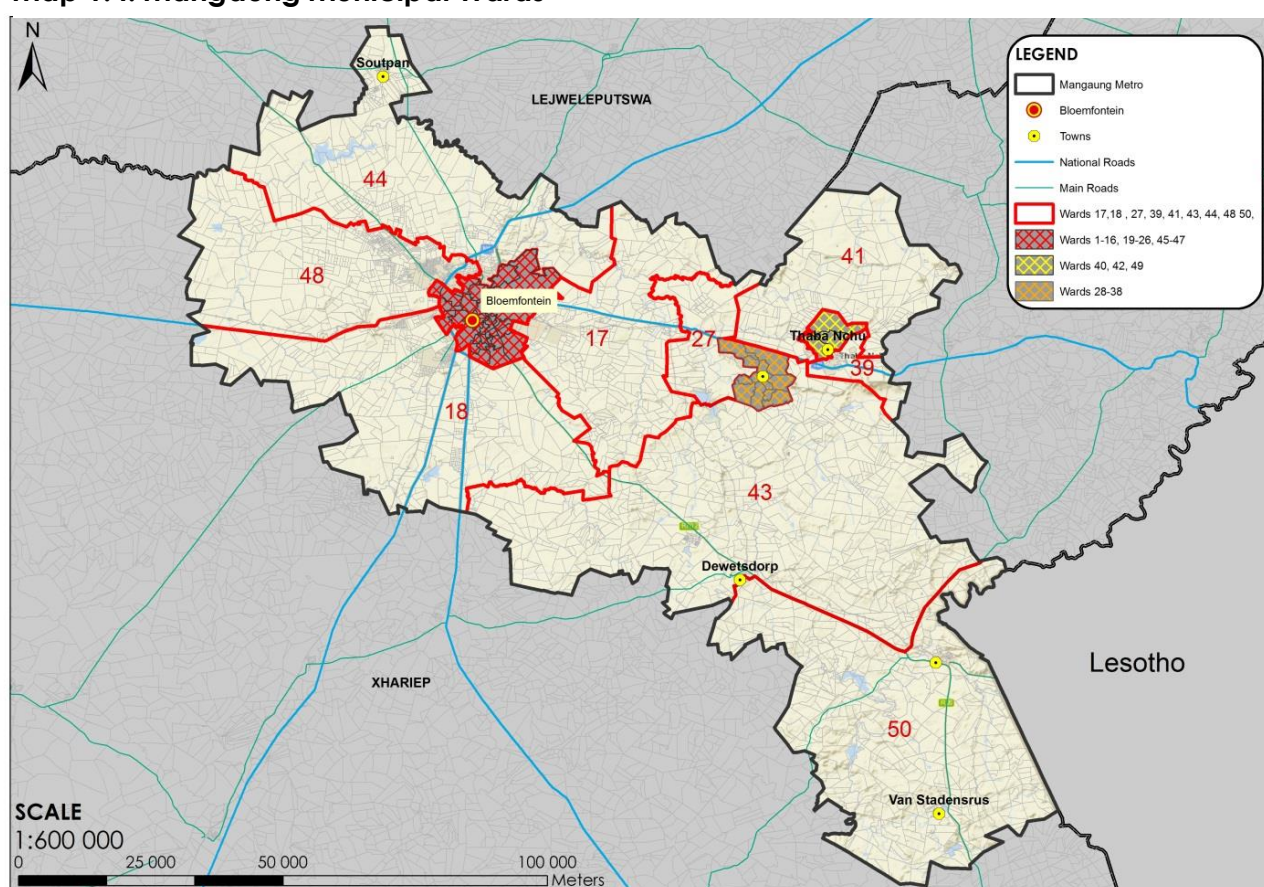 Map 1.4: Mangaung Municipal Wards
N
Soutpan
LEJWELEPUTSWA
LEGEND
Mangaung Metro
Bloemfontein
Towns
National Roads
Main Roads
Wards 17,18 , 27, 39, 41, 43, 44, 48 50,
Wards 1-16, 19-26, 45-47
Wards 40, 42, 49
Wards 28-38
44
41
48
Bloemfontein
17
27
Thaba Nchu
39
18
43
Dewetsdorp
Lesotho
XHARIEP
50
Van Stadensrus
SCALE
1:600 000
0 25 000 50 000 100 000
Meters